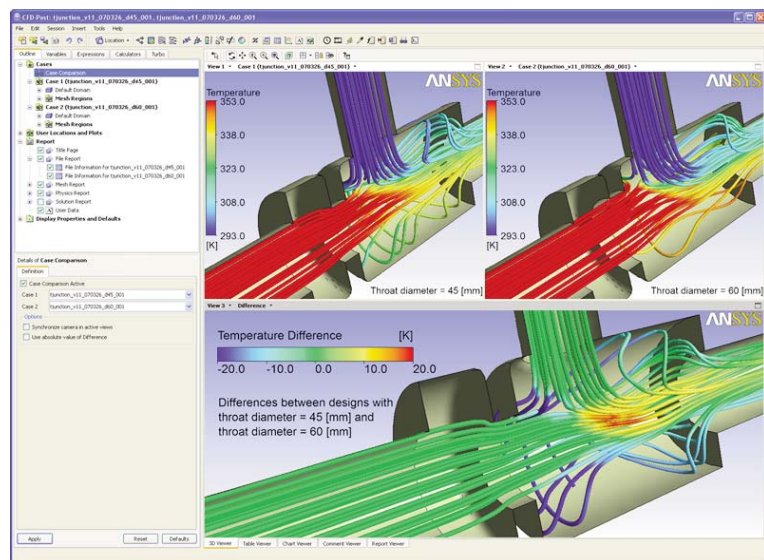 CFD-Post: tjunction_v11_070326_d45_001, tjunction_v11_070326_d60_001
File Edit Session Insert Tools Help
Location
Outline Variables Expressions Calculators Turbo
Cases
Case Comparison
Case 1 (tjunction_v11_070326_d45_001)
Default Domain
Mesh Regions
Case 2 (tjunction_v11_070326_d60_001)
Default Domain
Mesh Regions
User Locations and Plots
Report
Title Page
File Report
File Information for tjunction_v11_070326_d45_001
File Information for tjunction_v11_070326_d60_001
Mesh Report
Physics Report
Solution Report
User Data
Display Properties and Defaults
Details of Case Comparison
Definition
Case Comparison Active
Case 1 tjunction_v11_070326_d45_001
Case 2 tjunction_v11_070326_d60_001
Options
Synchronize camera in active views
Use absolute value of Difference
Apply Reset Defaults
View 1 Case 1 (tjunction_v11_070326_d45_001)
ANSYS
Temperature
353.0
338.0
323.0
308.0
293.0
[K]
Throat diameter = 45 [mm]
View 2 Case 2 (tjunction_v11_070326_d60_001)
ANSYS
Temperature
353.0
338.0
323.0
308.0
293.0
[K]
Throat diameter = 60 [mm]
View 3 Difference
ANSYS
Temperature Difference [K]
-20.0 -10.0 0.0 10.0 20.0
Differences between designs with
throat diameter = 45 [mm] and
throat diameter = 60 [mm]
3D Viewer Table Viewer Chart Viewer Comment Viewer Report Viewer